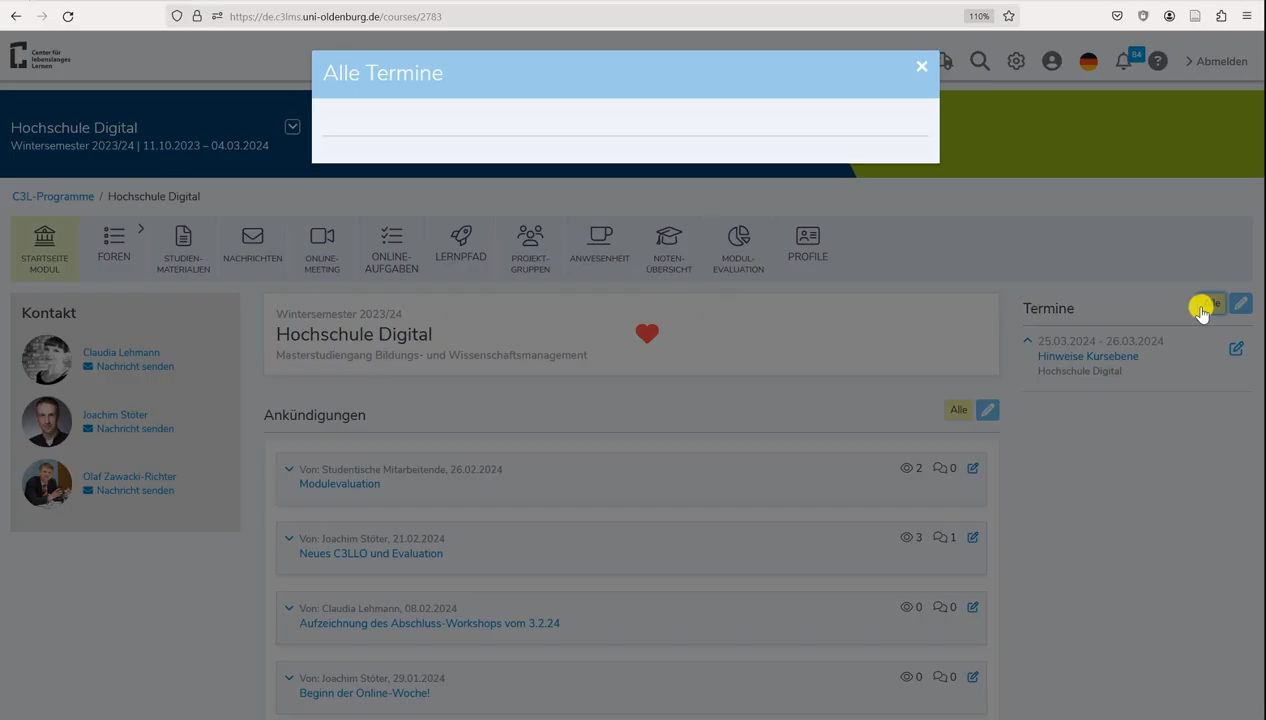 https://de.c3lms.uni-oldenburg.de/courses/2783
110%
Center für
lebenslanges
Lernen
Alle Termine
84
Abmelden
Hochschule Digital
Wintersemester 2023/24 | 11.10.2023 – 04.03.2024
C3L-Programme / Hochschule Digital
STARTSEITE
MODUL
FOREN
STUDIEN-
MATERIALIEN
NACHRICHTEN
ONLINE-
MEETING
ONLINE-
AUFGABEN
LERNPFAD
PROJEKT-
GRUPPEN
ANWESENHEIT
NOTEN-
ÜBERSICHT
MODUL-
EVALUATION
PROFILE
Kontakt
Claudia Lehmann
Nachricht senden
Joachim Stöter
Nachricht senden
Olaf Zawacki-Richter
Nachricht senden
Wintersemester 2023/24
Hochschule Digital
Masterstudiengang Bildungs- und Wissenschaftsmanagement
Ankündigungen
Alle
Von: Studentische Mitarbeitende, 26.02.2024
Modulevaluation
2 0
Von: Joachim Stöter, 21.02.2024
Neues C3LLO und Evaluation
3 1
Von: Claudia Lehmann, 08.02.2024
Aufzeichnung des Abschluss-Workshops vom 3.2.24
0 0
Von: Joachim Stöter, 29.01.2024
Beginn der Online-Woche!
0 0
Termine
25.03.2024 - 26.03.2024
Hinweise Kursebene
Hochschule Digital